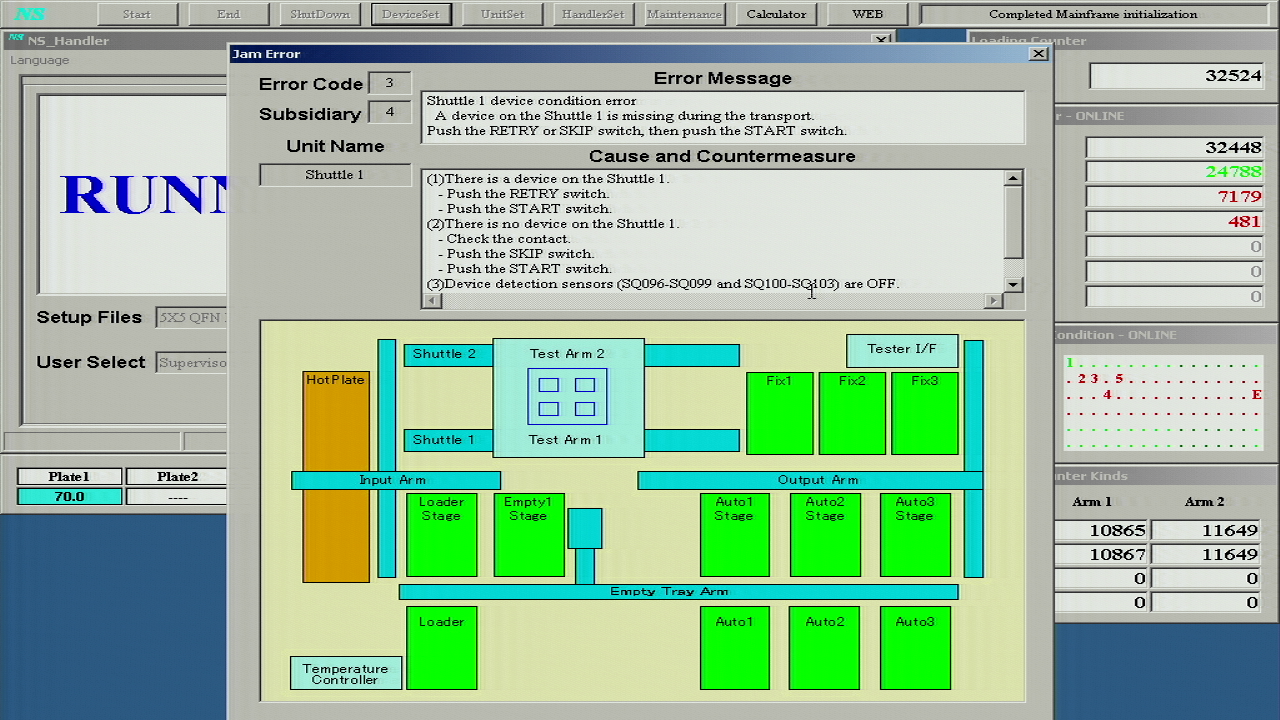 NS Start End ShutDown DeviceSet UnitSet HandlerSet Maintenance Calculator WEB Completed Mainframe initialization
NS NS_Handler
Language
Jam Error
Loading Counter
32524
Error Code 3
Subsidiary 4
Unit Name
Shuttle 1
Error Message
Shuttle 1 device condition error
A device on the Shuttle 1 is missing during the transport.
Push the RETRY or SKIP switch, then push the START switch.
Cause and Countermeasure
(1)There is a device on the Shuttle 1.
- Push the RETRY switch.
- Push the START switch.
(2)There is no device on the Shuttle 1.
- Check the contact.
- Push the SKIP switch.
- Push the START switch.
(3)Device detection sensors (SQ096-SQ099 and SQ100-SQ103) are OFF.
RUNN
Setup Files 5X5 QFN
User Select Superviso
Plate1 Plate2
70.0 ----
HotPlate
Shuttle 2
Test Arm 2
Tester I/F
Fix1 Fix2 Fix3
Shuttle 1
Test Arm 1
Input Arm
Output Arm
Loader Stage
Empty1 Stage
Auto1 Stage
Auto2 Stage
Auto3 Stage
Empty Tray Arm
Loader
Auto1 Auto2 Auto3
Temperature Controller
r - ONLINE
32448
24788
7179
481
0
0
0
ondition - ONLINE
1 . . . . . . . . . . . . . . . . . . . .
. 2 3 . 5 . . . . . . . . . . . . . . . .
. . . . 4 . . . . . . . . . . . . . . . E
unter Kinds
Arm 1 Arm 2
10865 11649
10867 11649
0 0
0 0